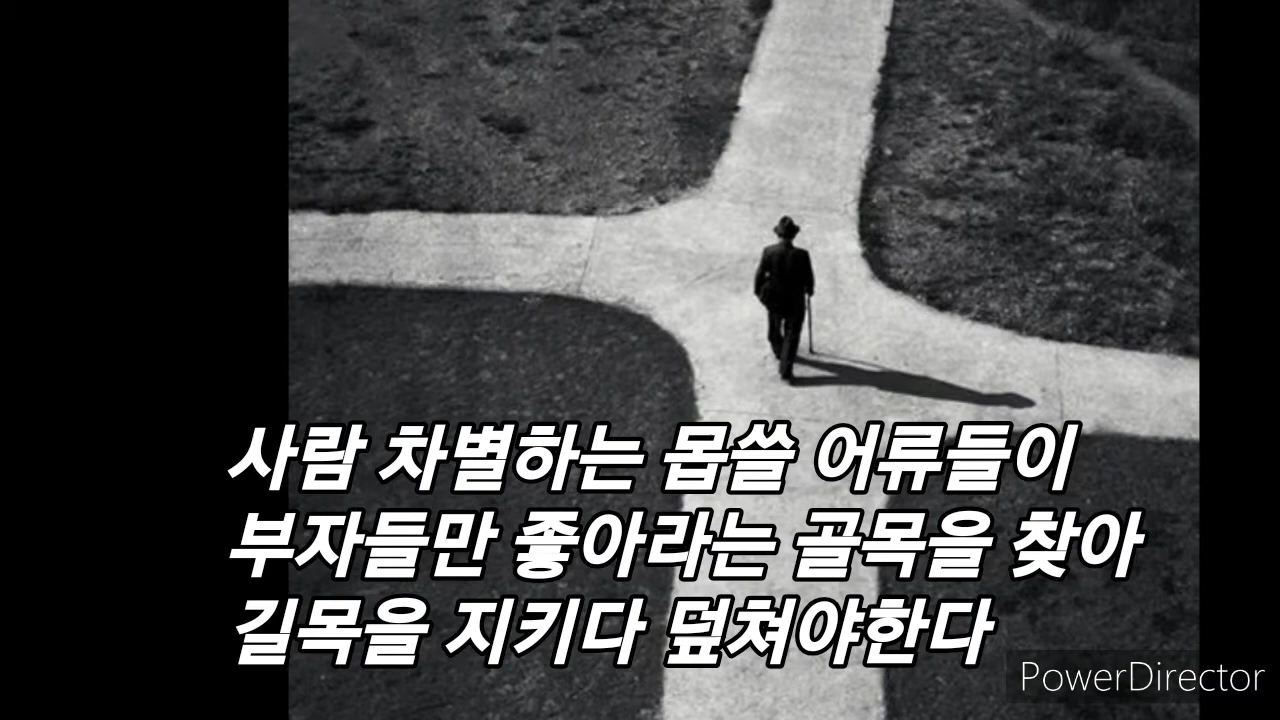 사람 차별하는 몹쓸 어류들이
부자들만 좋아라는 골목을 찾아
길목을 지키다 덮쳐야한다
PowerDirector